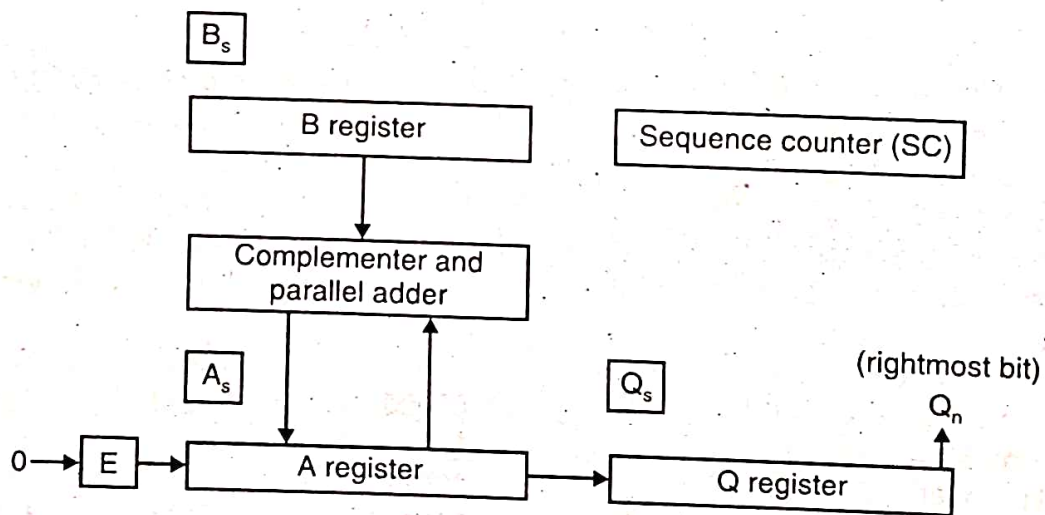 Bs
B register
Sequence counter (SC)
Complementer and
parallel adder
As
Qs
(rightmost bit)
Qn
0
E
A register
Q register